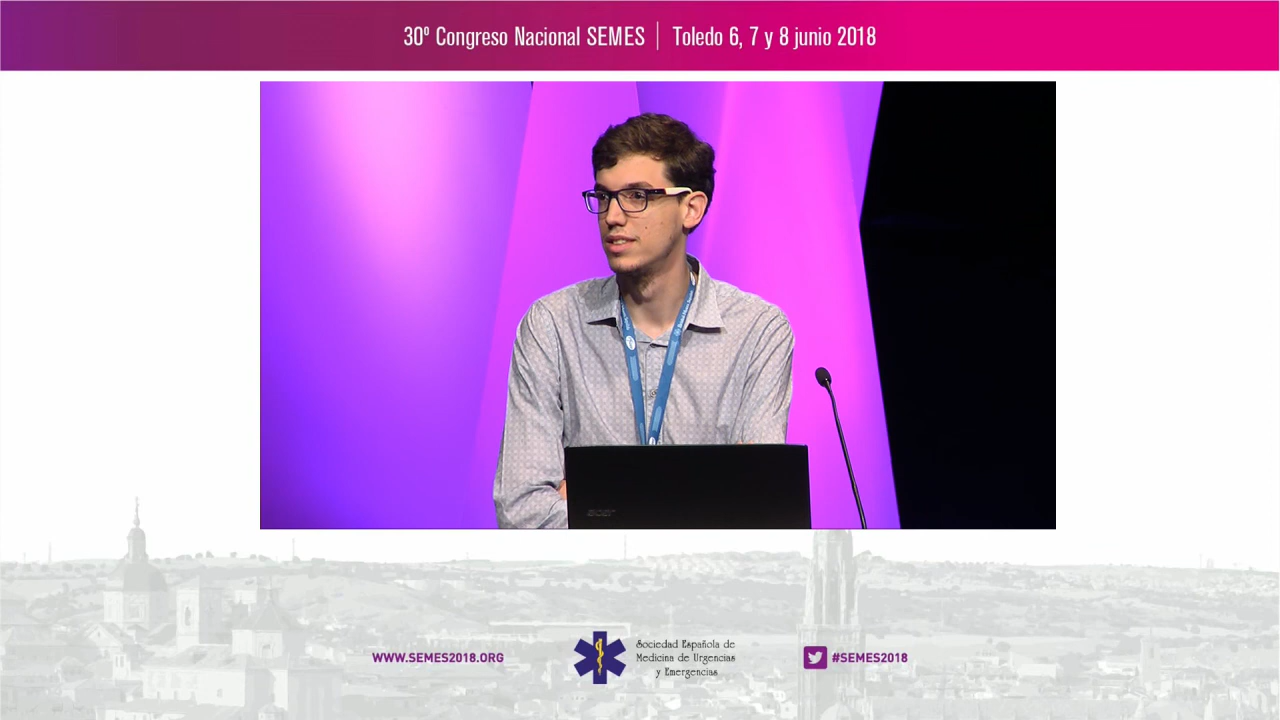 30º Congreso Nacional SEMES | Toledo 6, 7 y 8 junio 2018
acer
WWW.SEMES2018.ORG
Sociedad Española de
Medicina de Urgencias
y Emergencias
#SEMES2018